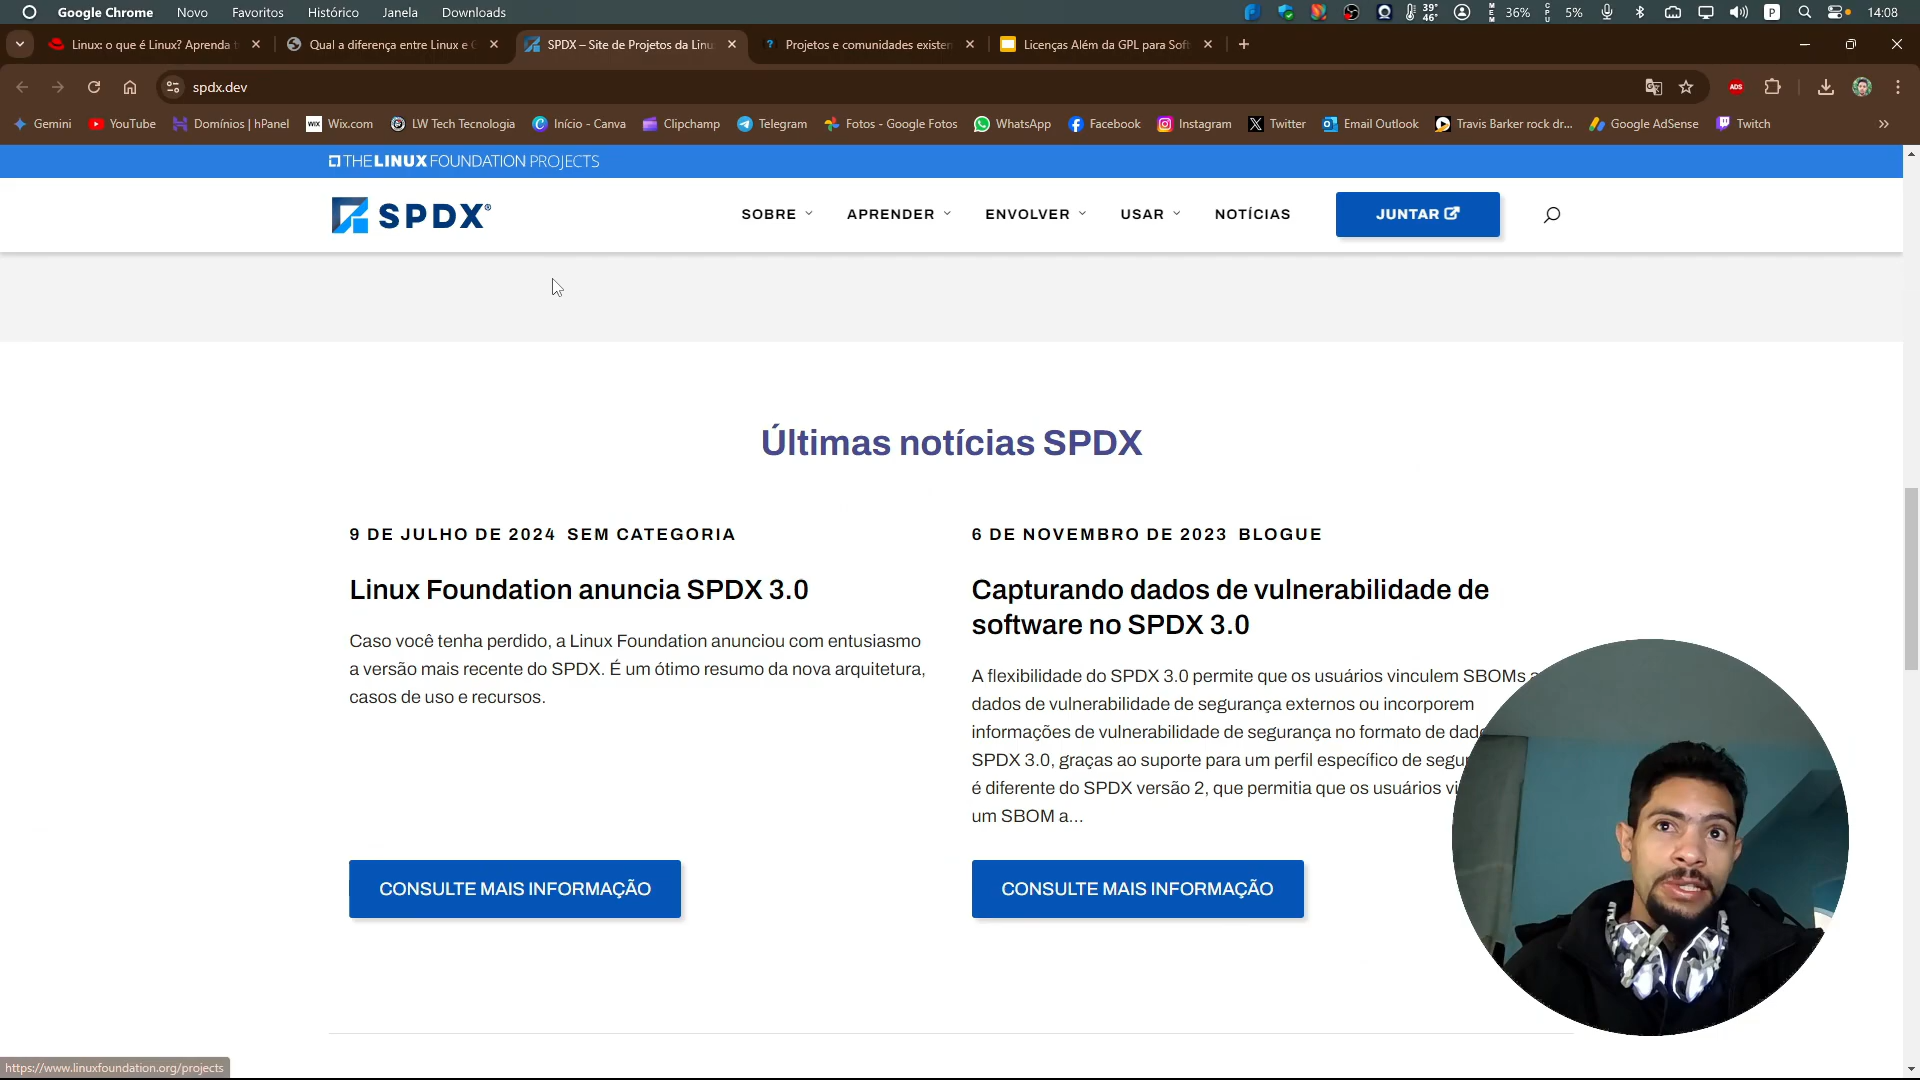 Google Chrome Novo Favoritos Histórico Janela Downloads 39° 46° MEM 36% CPU 5% P 14:08
Linux: o que é Linux? Aprenda Qual a diferença entre Linux e SPDX – Site de Projetos da Linu Projetos e comunidades existen Licenças Além da GPL para Soft
spdx.dev ADS
Gemini YouTube Domínios | hPanel WIX Wix.com LW Tech Tecnologia Início - Canva Clipchamp Telegram Fotos - Google Fotos WhatsApp Facebook Instagram Twitter Email Outlook Travis Barker rock dr... Google AdSense Twitch
THE LINUX FOUNDATION PROJECTS
SPDX® SOBRE APRENDER ENVOLVER USAR NOTÍCIAS JUNTAR
Últimas notícias SPDX
9 DE JULHO DE 2024 SEM CATEGORIA
Linux Foundation anuncia SPDX 3.0
Caso você tenha perdido, a Linux Foundation anunciou com entusiasmo
a versão mais recente do SPDX. É um ótimo resumo da nova arquitetura,
casos de uso e recursos.
CONSULTE MAIS INFORMAÇÃO
6 DE NOVEMBRO DE 2023 BLOGUE
Capturando dados de vulnerabilidade de
software no SPDX 3.0
A flexibilidade do SPDX 3.0 permite que os usuários vinculem SBOMs a
dados de vulnerabilidade de segurança externos ou incorporem
informações de vulnerabilidade de segurança no formato de dad
SPDX 3.0, graças ao suporte para um perfil específico de segu
é diferente do SPDX versão 2, que permitia que os usuários vi
um SBOM a...
CONSULTE MAIS INFORMAÇÃO
https://www.linuxfoundation.org/projects